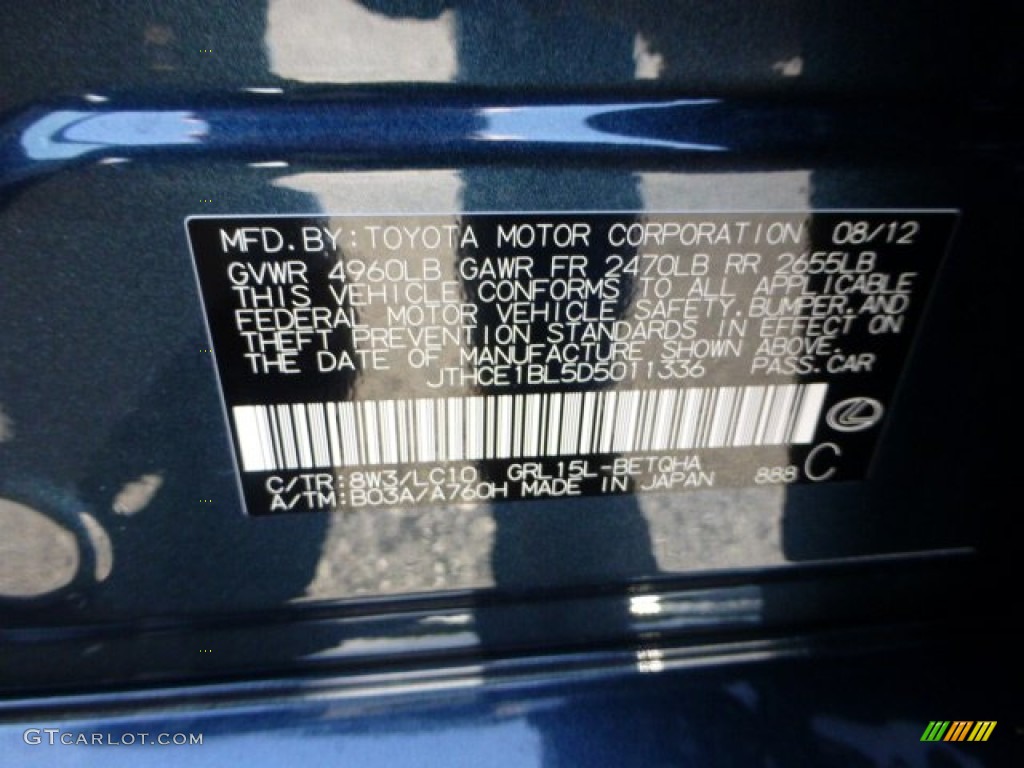 MFD.BY:TOYOTA MOTOR CORPORATION 08/12
GVWR 4960LB GAWR FR 2470LB RR 2655LB
THIS VEHICLE CONFORMS TO ALL APPLICABLE
FEDERAL MOTOR VEHICLE SAFETY,BUMPER,AND
THEFT PREVENTION STANDARDS IN EFFECT ON
THE DATE OF MANUFACTURE SHOWN ABOVE.
JTHCE1BL5D5011336 PASS.CAR
C/TR:8W3/LC10 GRL15L-BETQHA
A/TM:B03A/A760H MADE IN JAPAN 888 C
GTCARLOT.COM